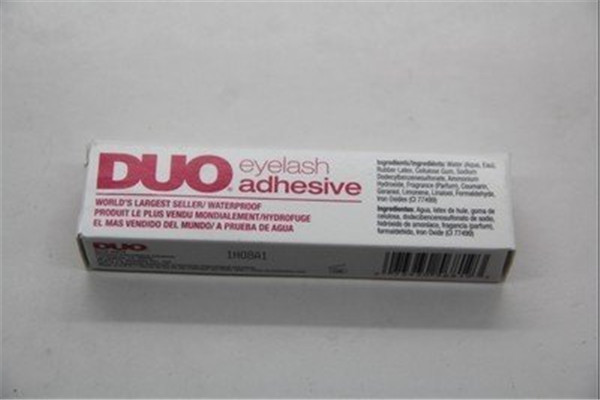 DUO eyelash adhesive
WORLD'S LARGEST SELLER/ WATERPROOF
PRODUIT LE PLUS VENDU MONDIALEMENT/HYDROFUGE
EL MAS VENDIDO DEL MUNDO/ A PRUEBA DE AGUA
Ingredients/Ingrédients: Water (Aqua, Eau),
Rubber Latex, Cellulose Gum, Sodium
Dodecylbenzenesulfonate, Ammonium
Hydroxide, Fragrance (Parfum), Coumarin,
Geraniol, Limonene, Linalool, Formaldehyde,
Iron Oxides (CI 77499)
Ingredientes: Agua, latex de hule, goma de
celulosa, dodecilbencenosulfonato de sodio,
hidróxido de amoníaco, fragancia (parfum),
formaldehido, Iron Oxide (CI 77499)
DUO
1H08A1